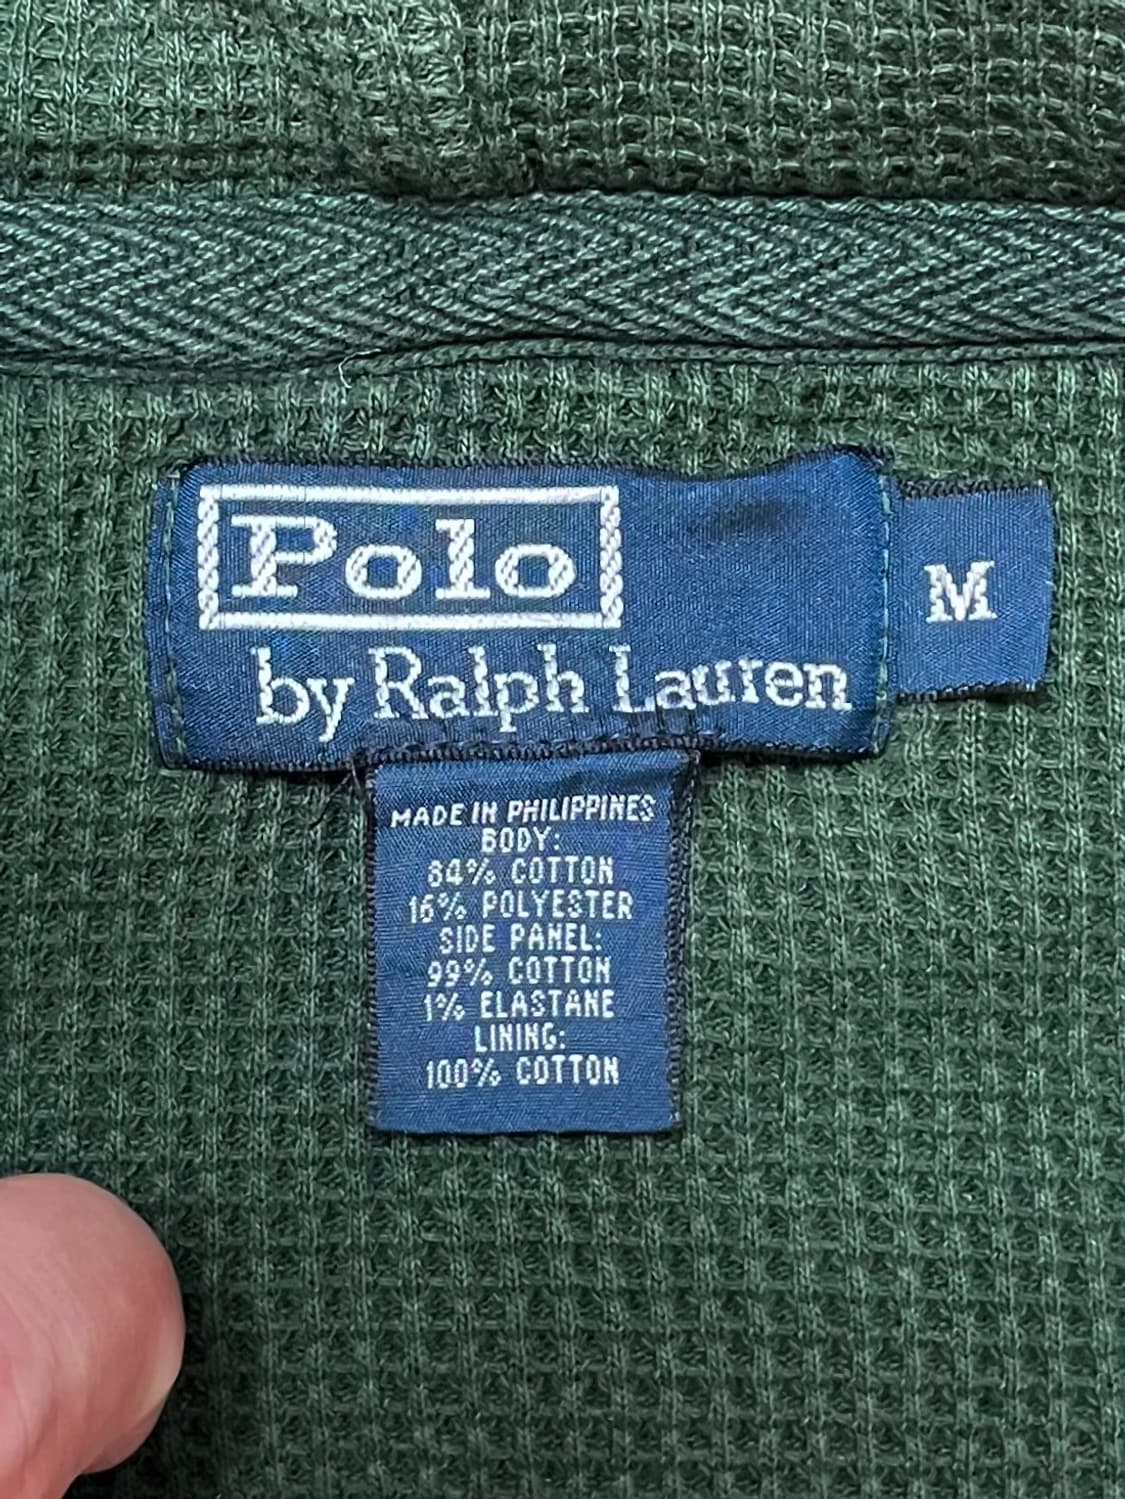 Polo
by Ralph Lauren
M
MADE IN PHILIPPINES
BODY:
84% COTTON
16% POLYESTER
SIDE PANEL:
99% COTTON
1% ELASTANE
LINING:
100% COTTON